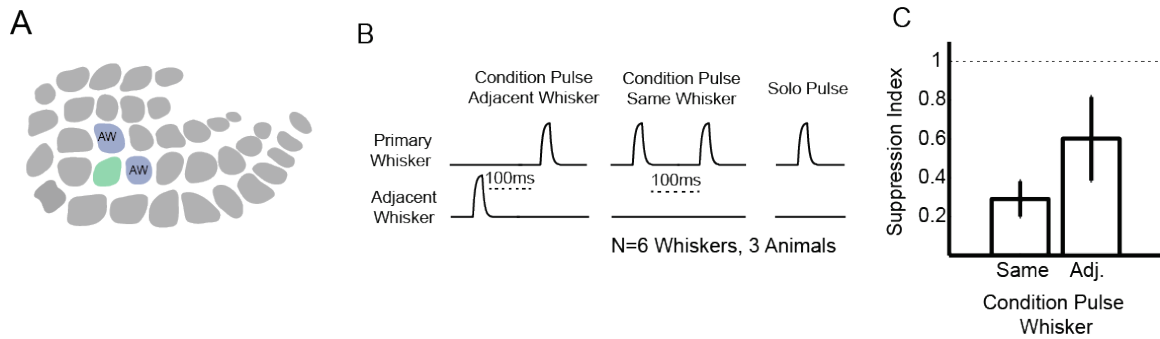 A
AW
AW
B
Condition Pulse
Adjacent Whisker
Condition Pulse
Same Whisker
Solo Pulse
Primary
Whisker
100ms
100ms
Adjacent
Whisker
N=6 Whiskers, 3 Animals
C
Suppression Index
1
0.8
0.6
0.4
0.2
Same Adj.
Condition Pulse
Whisker